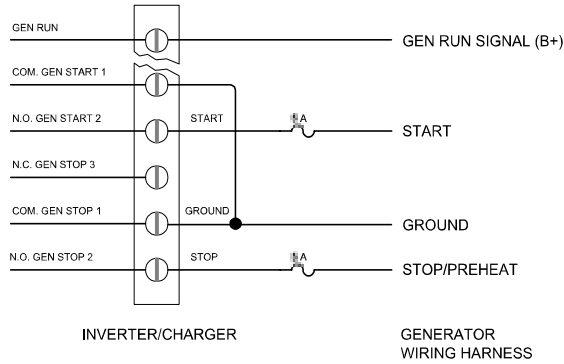 GEN RUN
GEN RUN SIGNAL (B+)
COM. GEN START 1
N.O. GEN START 2
START
A
START
N.C. GEN STOP 3
COM. GEN STOP 1
GROUND
GROUND
N.O. GEN STOP 2
STOP
A
STOP/PREHEAT
INVERTER/CHARGER
GENERATOR
WIRING HARNESS